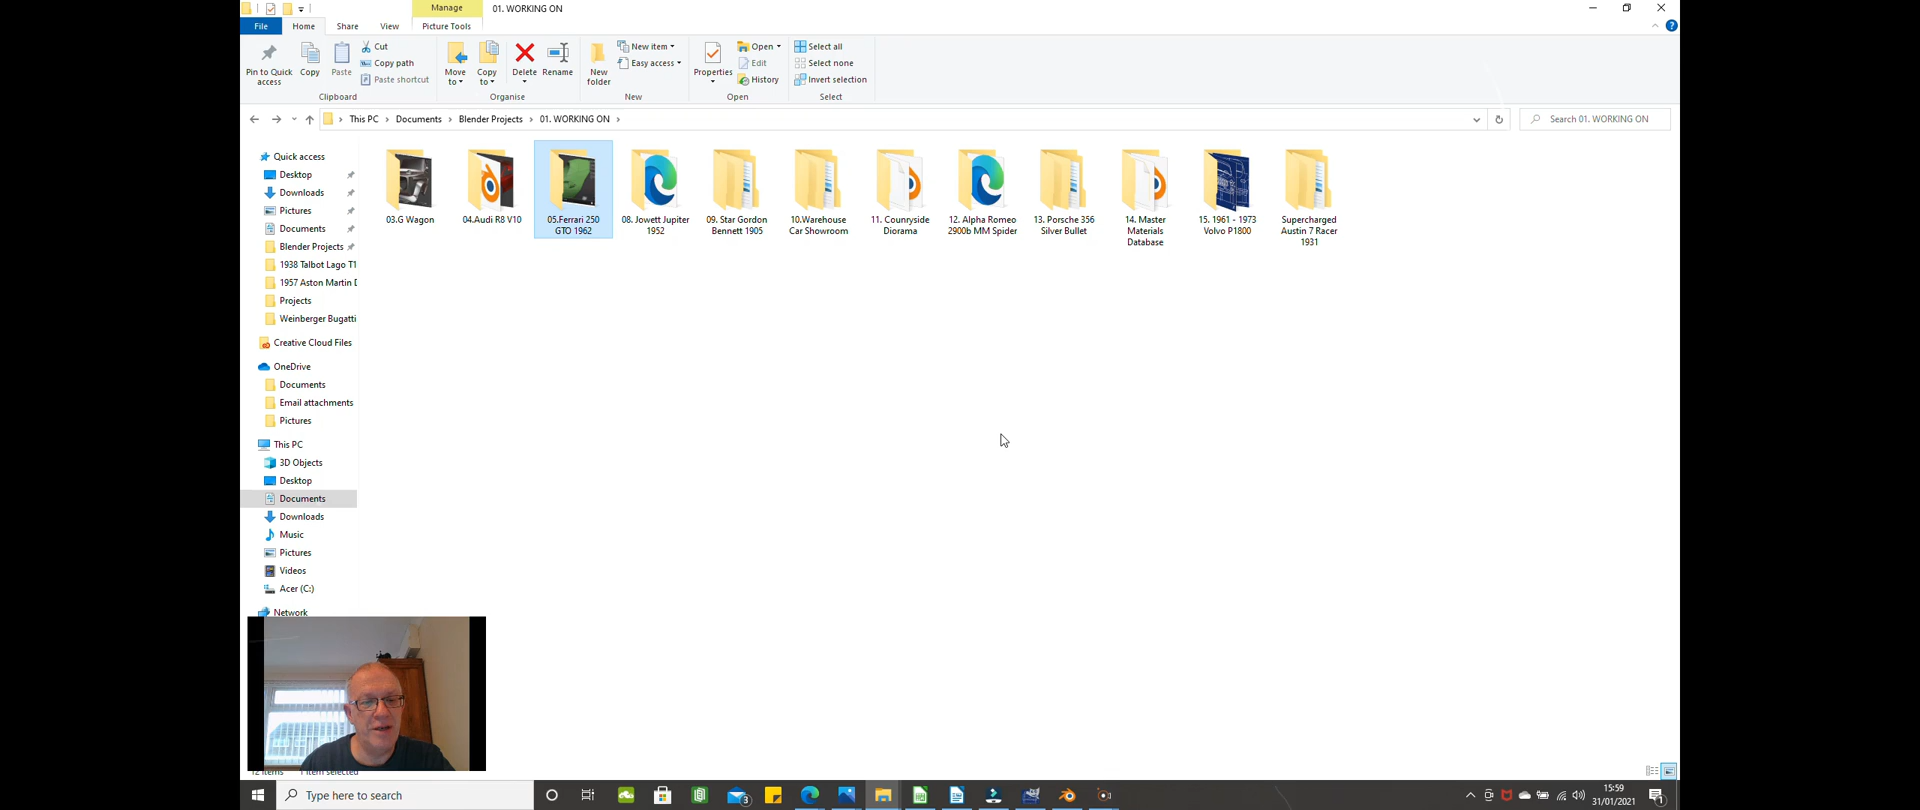 Manage
01. WORKING ON
File
Home
Share
View
Picture Tools
Pin to Quick
access
Copy
Paste
Cut
Copy path
Paste shortcut
Clipboard
Move
to
Copy
to
Delete
Rename
Organise
New
folder
New item
Easy access
New
Properties
Open
Edit
History
Open
Select all
Select none
Invert selection
Select
This PC > Documents > Blender Projects > 01. WORKING ON >
Search 01. WORKING ON
Quick access
Desktop
Downloads
Pictures
Documents
Blender Projects
1938 Talbot Lago T1
1957 Aston Martin D
Projects
Weinberger Bugatti
Creative Cloud Files
OneDrive
Documents
Email attachments
Pictures
This PC
3D Objects
Desktop
Documents
Downloads
Music
Pictures
Videos
Acer (C:)
Network
03.G Wagon
04.Audi R8 V10
05.Ferrari 250
GTO 1962
08. Jowett Jupiter
1952
09. Star Gordon
Bennett 1905
10.Warehouse
Car Showroom
11. Counryside
Diorama
12. Alpha Romeo
2900b MM Spider
13. Porsche 356
Silver Bullet
14. Master
Materials
Database
15. 1961 - 1973
Volvo P1800
Supercharged
Austin 7 Racer
1931
12 items
1 item selected
Type here to search
3
15:59
31/01/2021
1